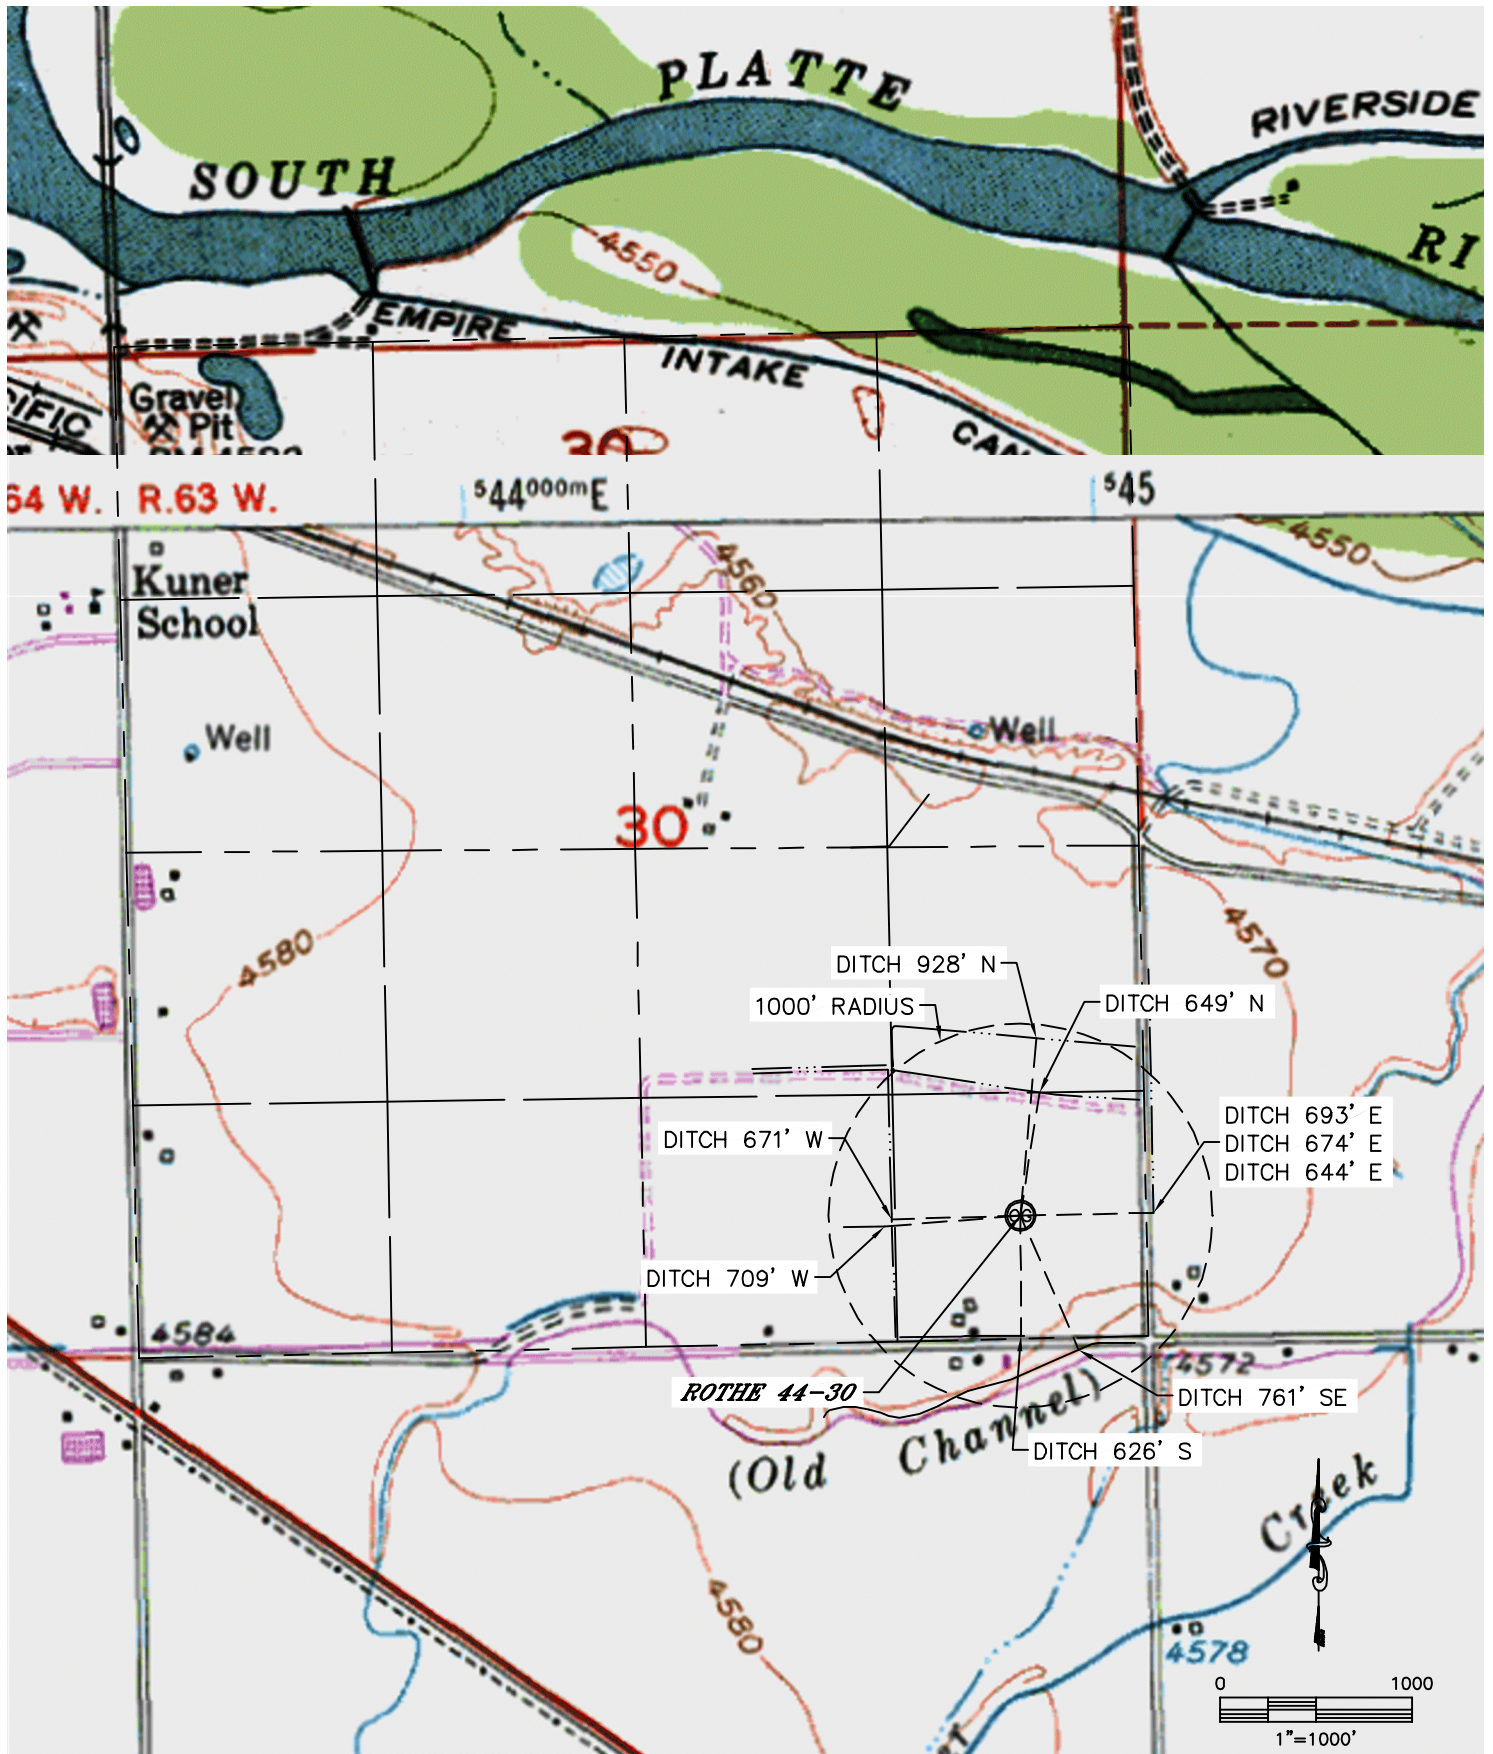 PLATTE
RIVERSIDE
SOUTH
4550
RI
EMPIRE
INTAKE
CIFIC
Gravel
Pit
30
64 W. R.63 W.
544000mE
545
4550
4560
Kuner
School
Well
Well
30
4580
4570
DITCH 928' N
1000' RADIUS
DITCH 649' N
DITCH 671' W
DITCH 693' E
DITCH 674' E
DITCH 644' E
DITCH 709' W
4584
4572
ROTHE 44-30
DITCH 761' SE
(Old Channel)
DITCH 626' S
Creek
4580
4578
0 1000
1"=1000'